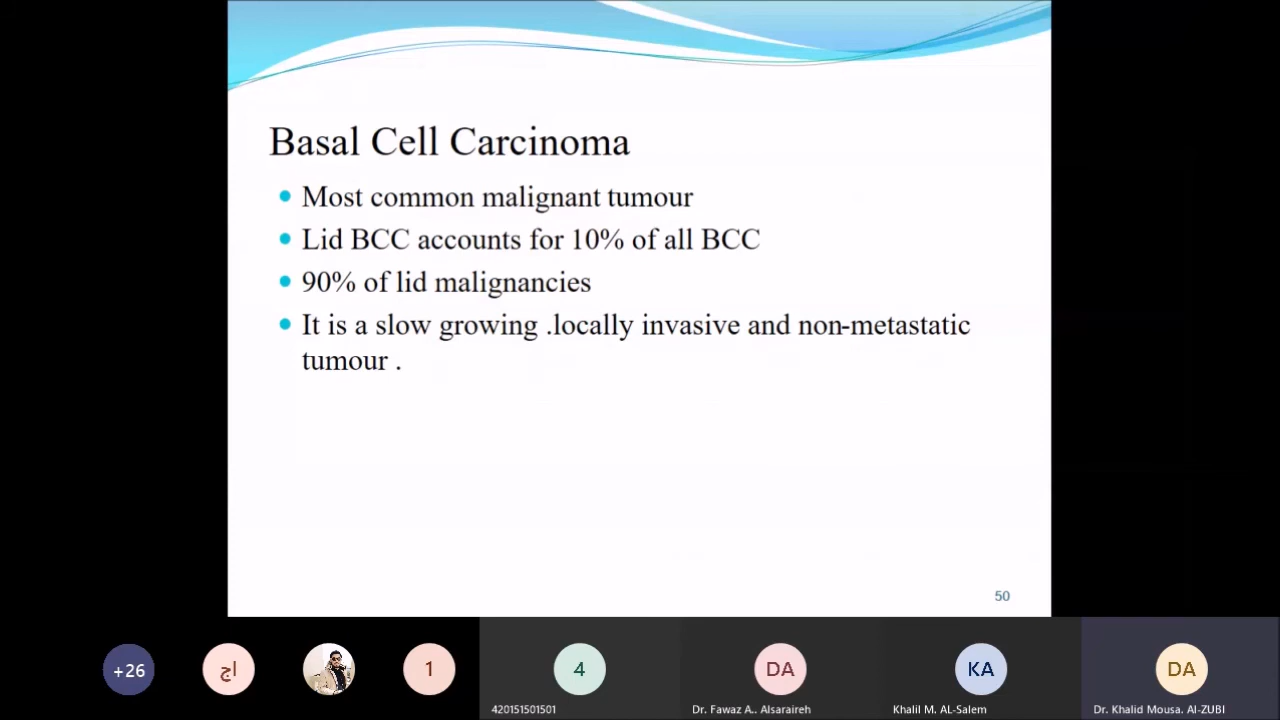 Basal Cell Carcinoma
Most common malignant tumour
Lid BCC accounts for 10% of all BCC
90% of lid malignancies
It is a slow growing .locally invasive and non-metastatic
tumour .
50
+26
اج
1
4
DA
KA
DA
420151501501
Dr. Fawaz A.. Alsaraireh
Khalil M. AL-Salem
Dr. Khalid Mousa. Al-ZUBI